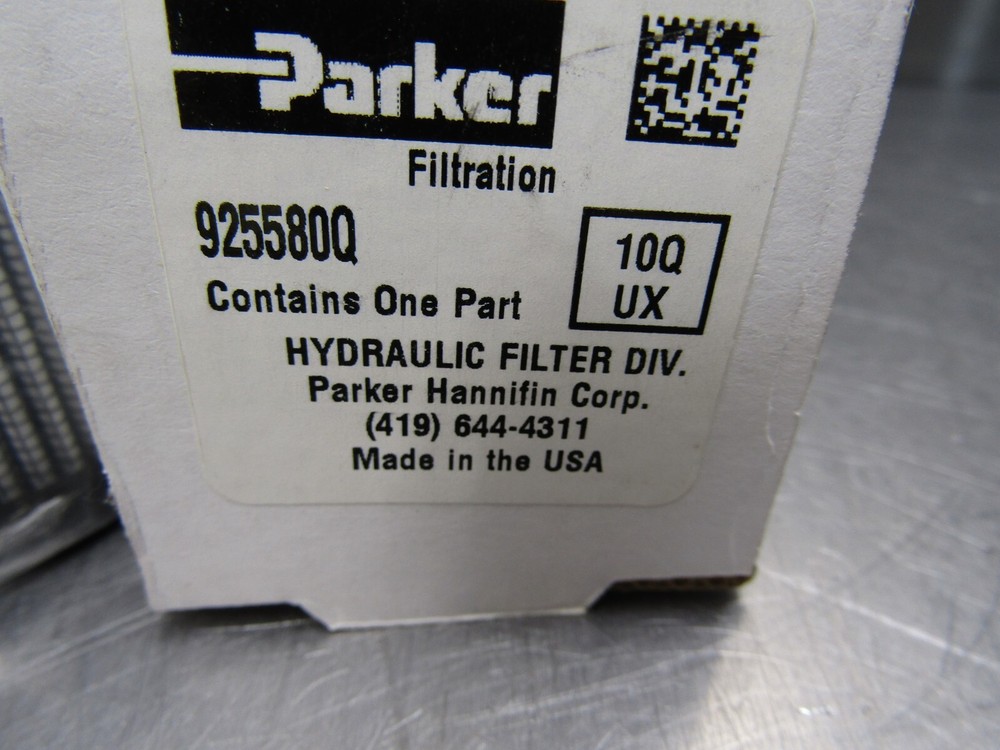 Parker
Filtration
925580Q
10Q
UX
Contains One Part
HYDRAULIC FILTER DIV.
Parker Hannifin Corp.
(419) 644-4311
Made in the USA